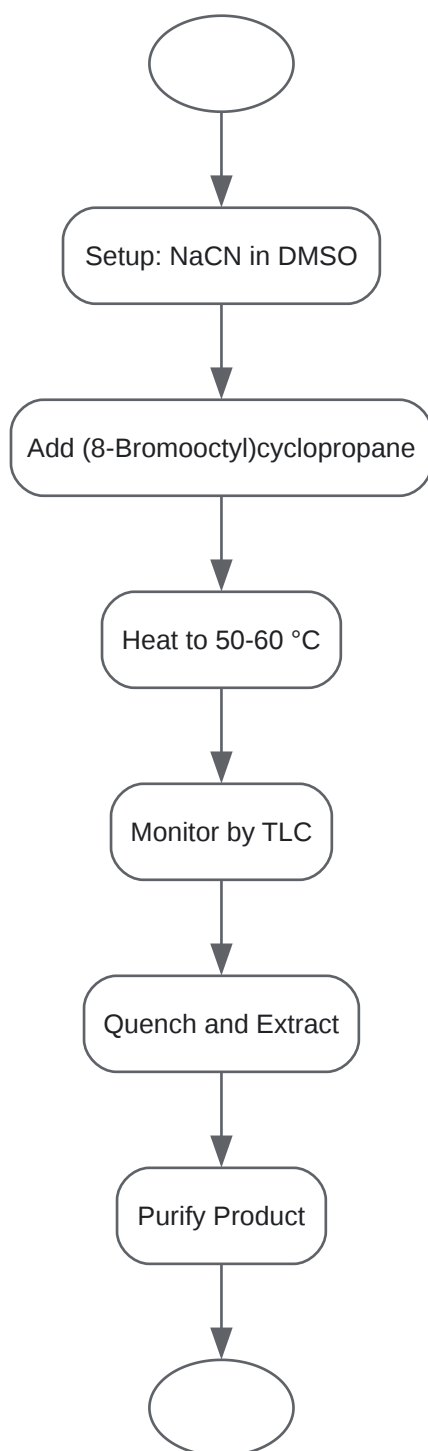 Setup: NaCN in DMSO
Add (8-Bromooctyl)cyclopropane
Heat to 50-60 °C
Monitor by TLC
Quench and Extract
Purify Product